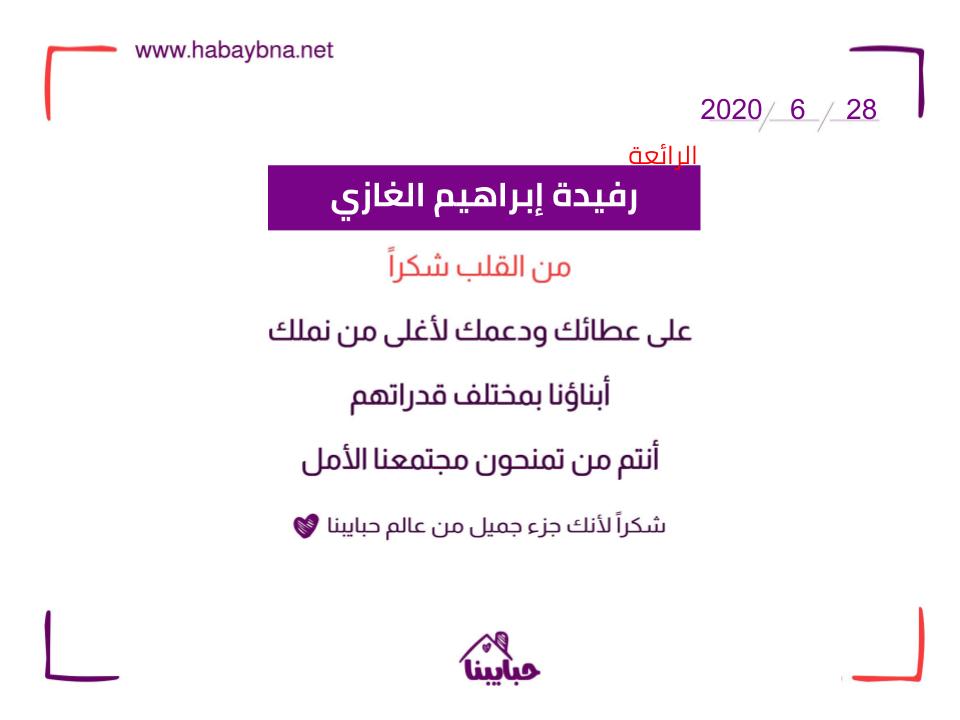 www.habaybna.net
2020 / 6 / 28
الرائعة
رفيدة إبراهيم الغازي
من القلب شكراً
على عطائك ودعمك لأغلى من نملك
أبناؤنا بمختلف قدراتهم
أنتم من تمنحون مجتمعنا الأمل
شكراً لأنك جزء جميل من عالم حبايبنا
حبايبنا